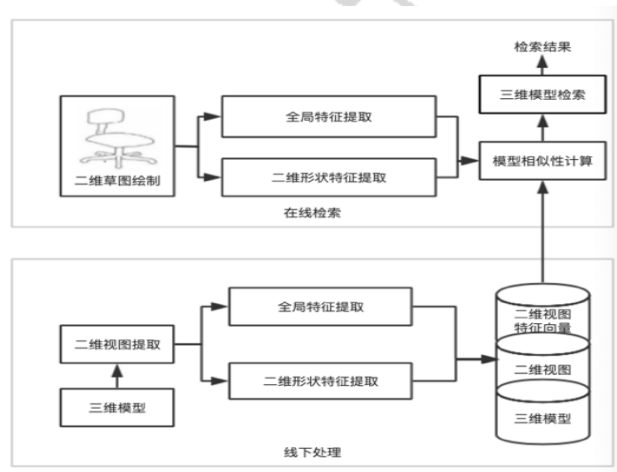 检索结果
三维模型检索
全局特征提取
模型相似性计算
二维形状特征提取
二维草图绘制
在线检索
全局特征提取
二维视图
特征向量
二维视图提取
二维视图
二维形状特征提取
三维模型
三维模型
线下处理